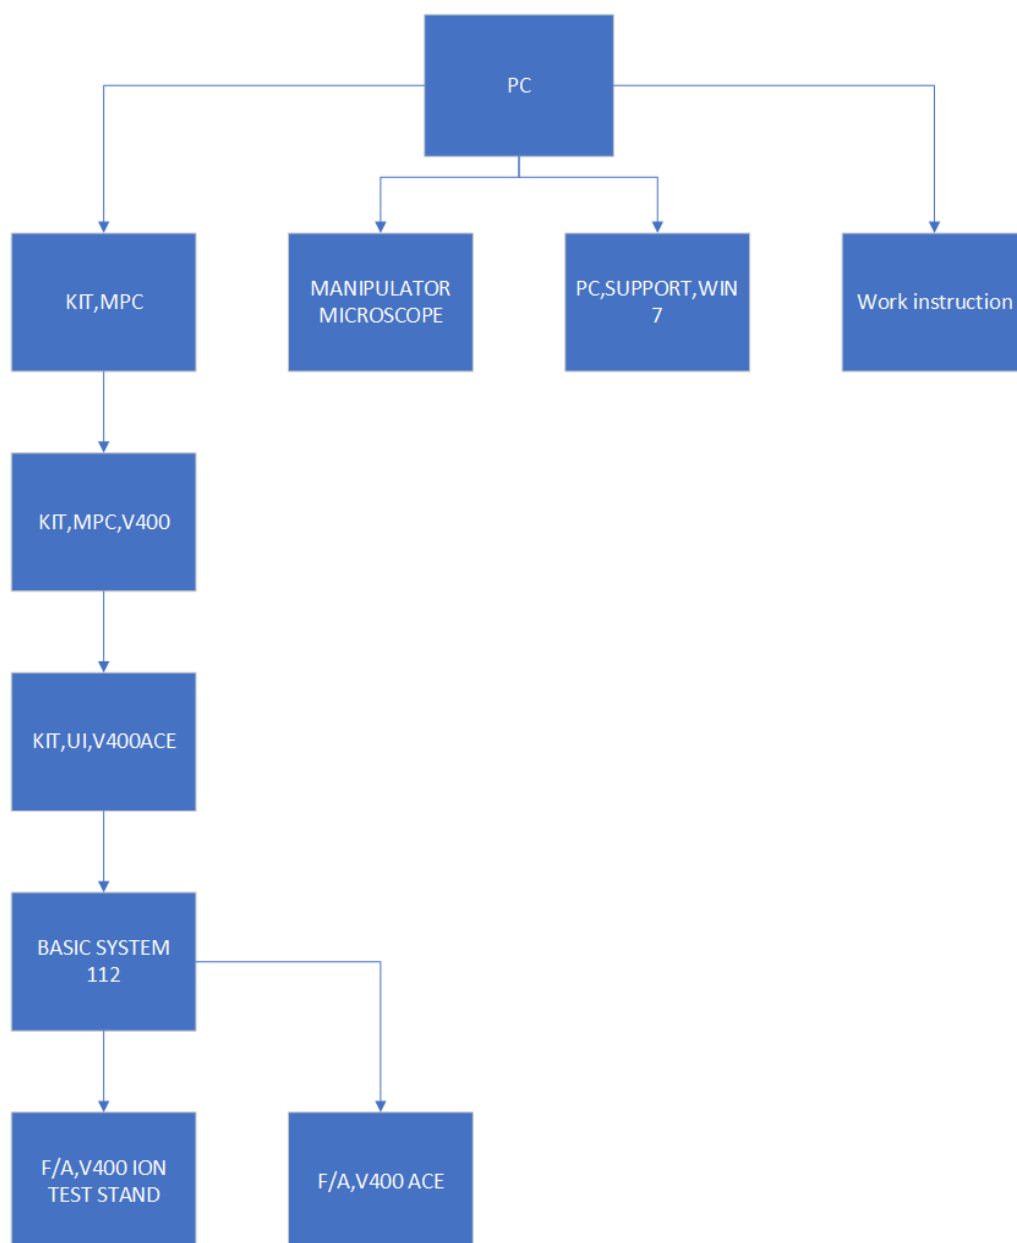 PC
KIT,MPC
MANIPULATOR
MICROSCOPE
PC,SUPPORT,WIN
7
Work instruction
KIT,MPC,V400
KIT,UI,V400ACE
BASIC SYSTEM
112
F/A,V400 ION
TEST STAND
F/A,V400 ACE